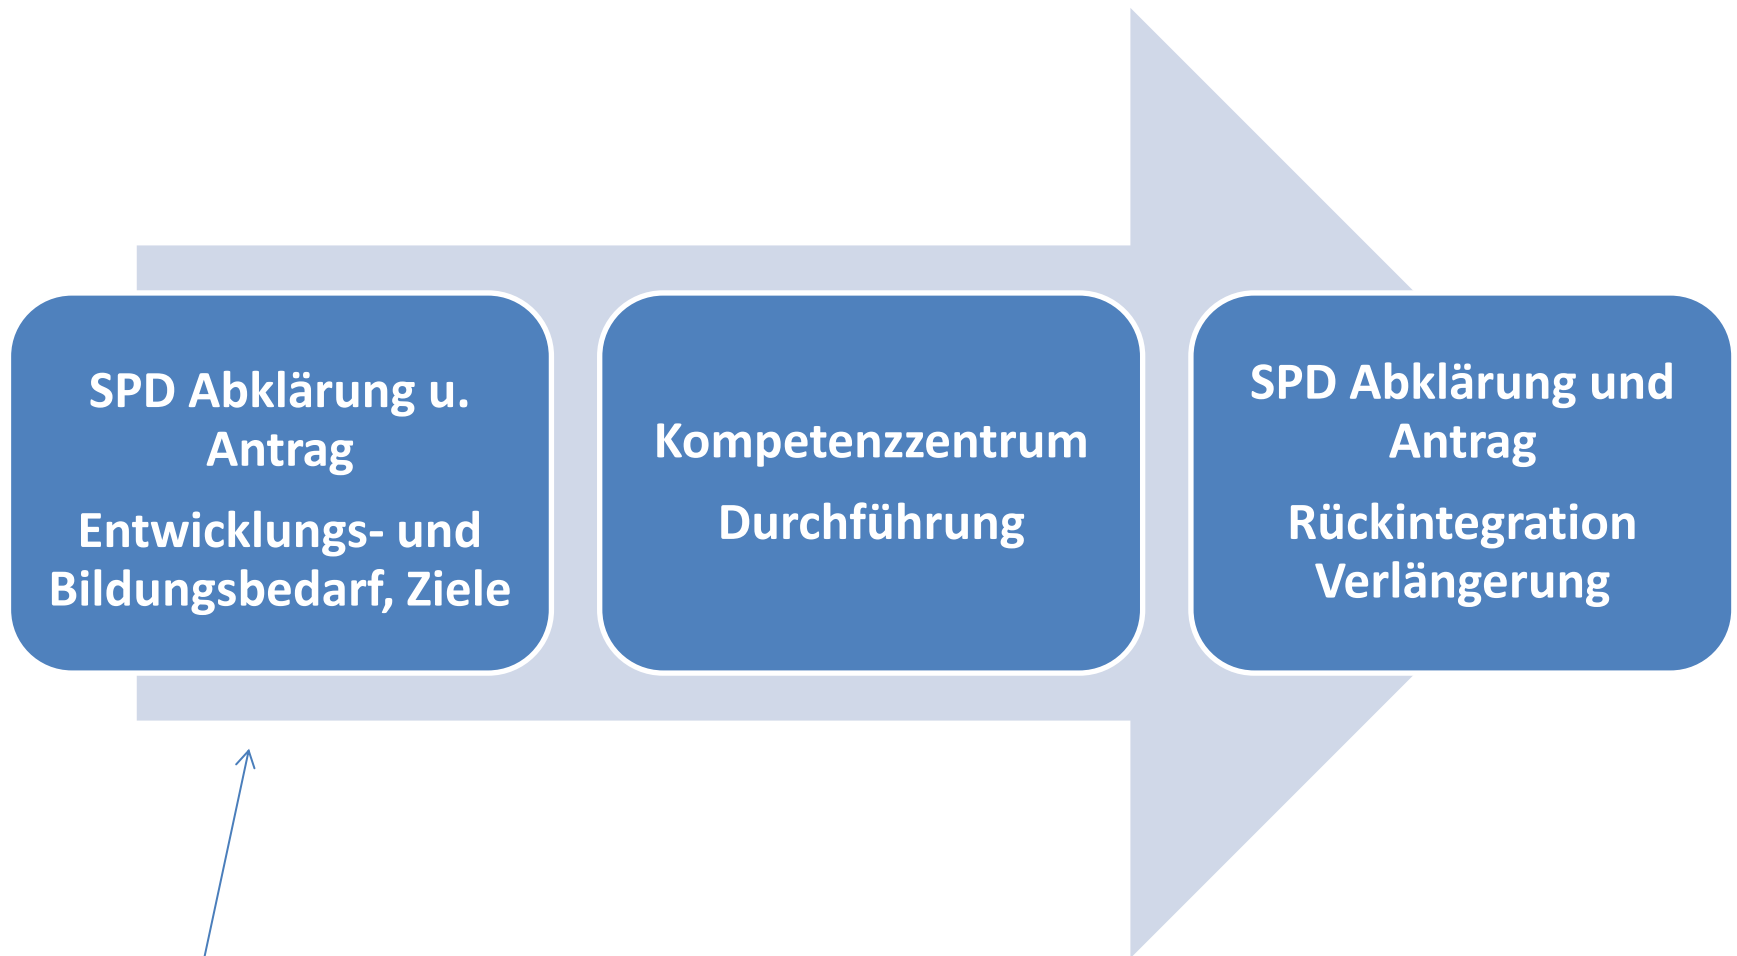 SPD Abklärung u.
Antrag
Entwicklungs- und
Bildungsbedarf, Ziele
Kompetenzzentrum
Durchführung
SPD Abklärung und
Antrag
Rückintegration
Verlängerung